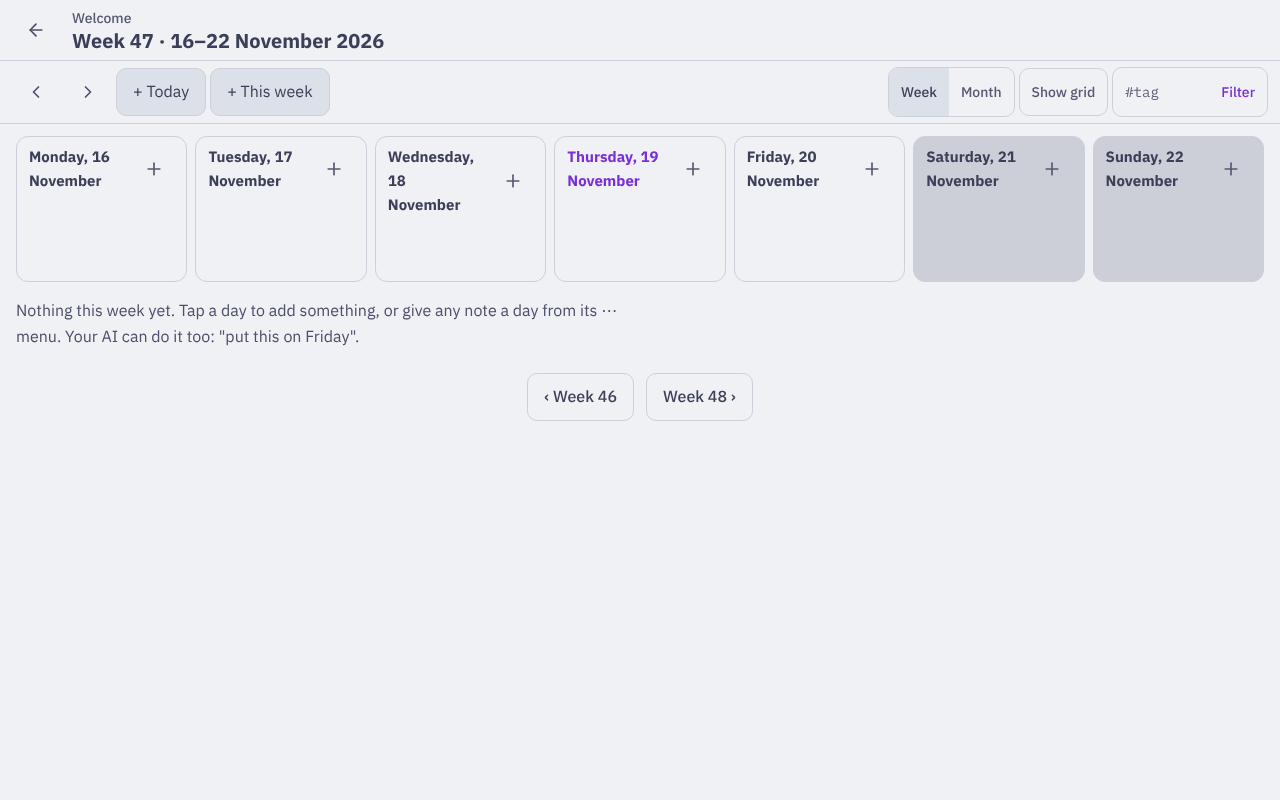 Welcome
Week 47 · 16–22 November 2026
+ Today
+ This week
Week
Month
Show grid
#tag
Filter
Monday, 16
November
Tuesday, 17
November
Wednesday,
18
November
Thursday, 19
November
Friday, 20
November
Saturday, 21
November
Sunday, 22
November
Nothing this week yet. Tap a day to add something, or give any note a day from its ···
menu. Your AI can do it too: "put this on Friday".
‹ Week 46
Week 48 ›